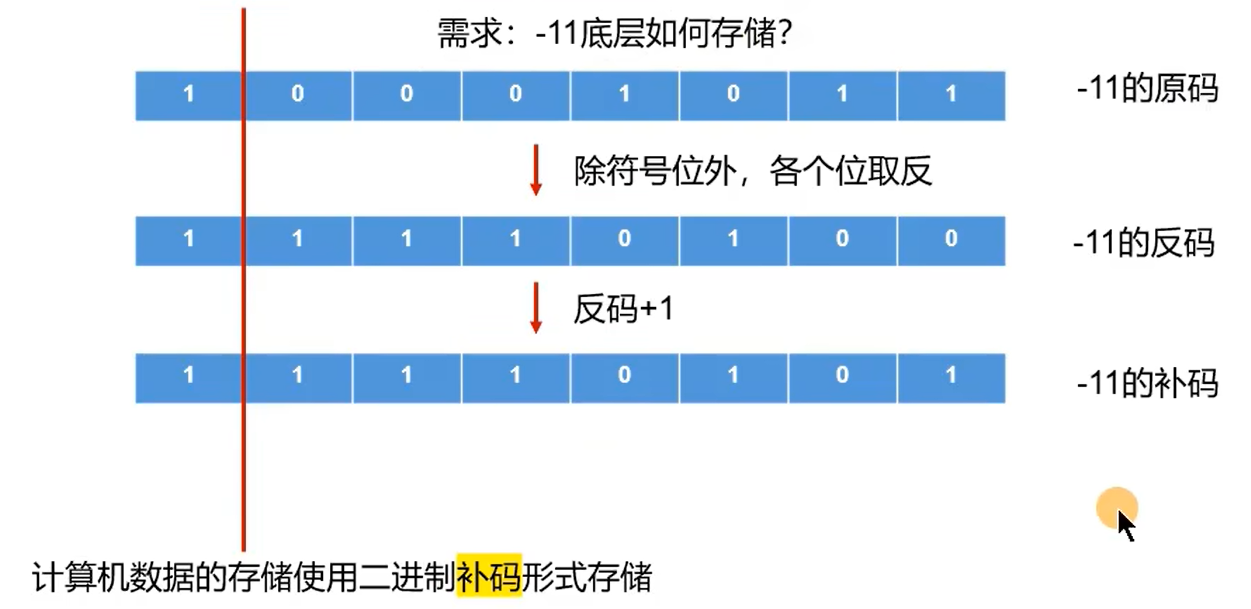 需求：-11底层如何存储？
1 0 0 0 1 0 1 1 -11的原码
除符号位外，各个位取反
1 1 1 1 0 1 0 0 -11的反码
反码+1
1 1 1 1 0 1 0 1 -11的补码
计算机数据的存储使用二进制补码形式存储